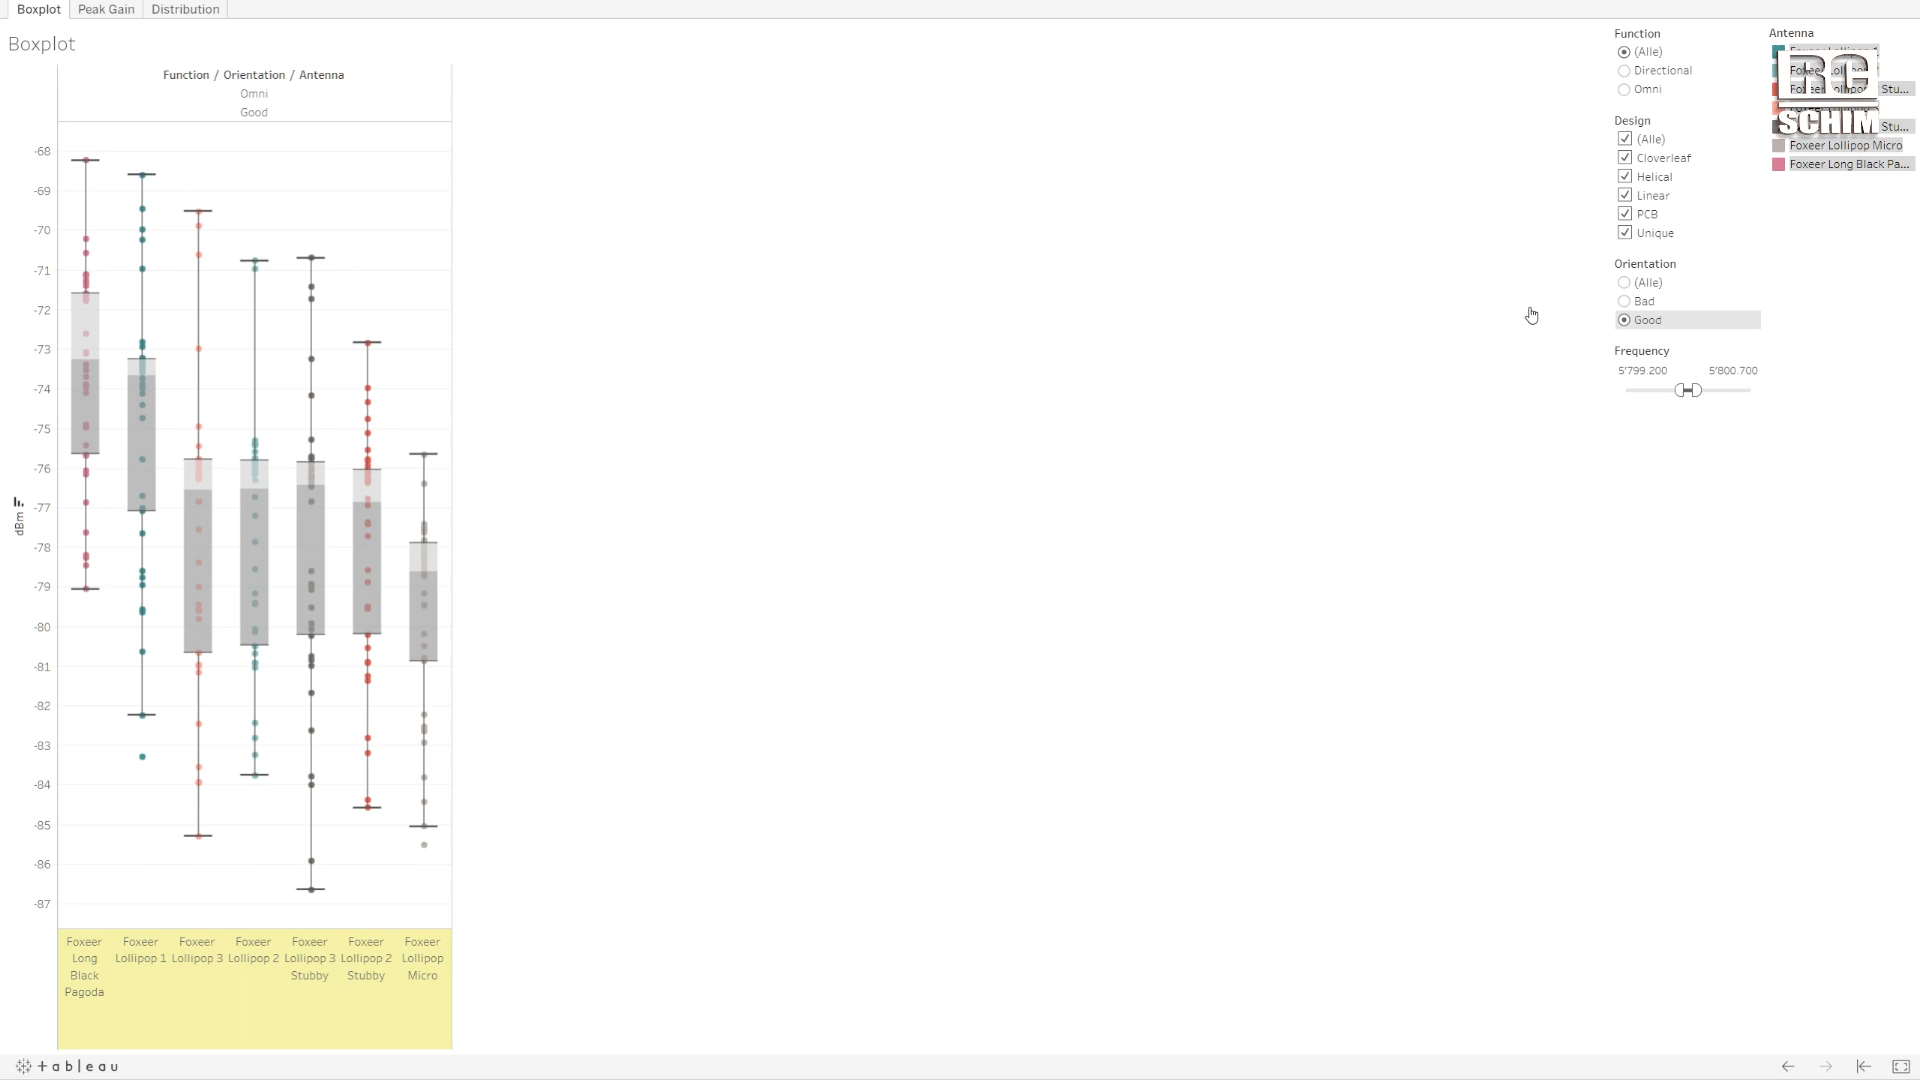 Boxplot
Peak Gain
Distribution
Boxplot
Function / Orientation / Antenna
Omni
Good
-68
-69
-70
-71
-72
-73
-74
-75
-76
-77
-78
-79
-80
-81
-82
-83
-84
-85
-86
-87
dBm
Foxeer
Long
Black
Pagoda
Foxeer
Lollipop 1
Foxeer
Lollipop 3
Foxeer
Lollipop 2
Foxeer
Lollipop 3
Stubby
Foxeer
Lollipop 2
Stubby
Foxeer
Lollipop
Micro
Function
(Alle)
Directional
Omni
Design
(Alle)
Cloverleaf
Helical
Linear
PCB
Unique
Orientation
(Alle)
Bad
Good
Frequency
5'799.200
5'800.700
Antenna
Stu...
Stu...
Foxeer Lollipop Micro
Foxeer Long Black Pa...
RC
SCHIM
+ableau